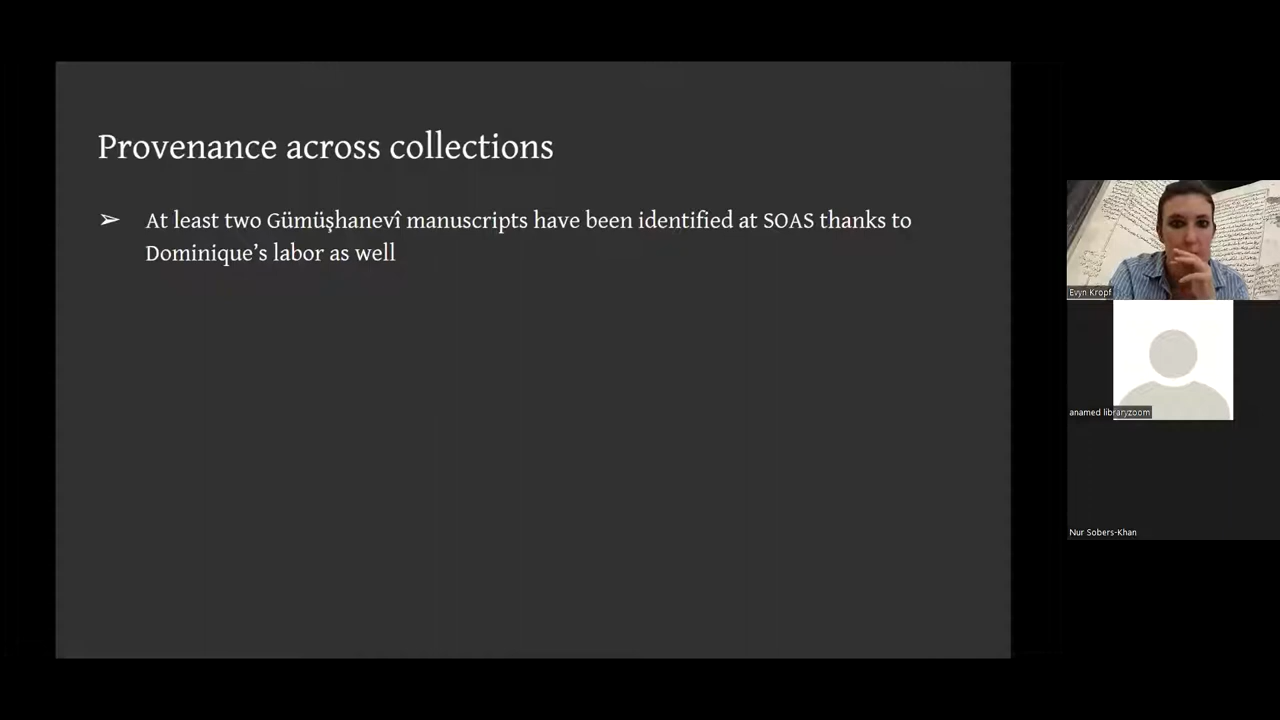 Provenance across collections
➢ At least two Gümüşhanevî manuscripts have been identified at SOAS thanks to
Dominique’s labor as well
Evyn Kropf
anamed libraryzoom
Nur Sobers-Khan